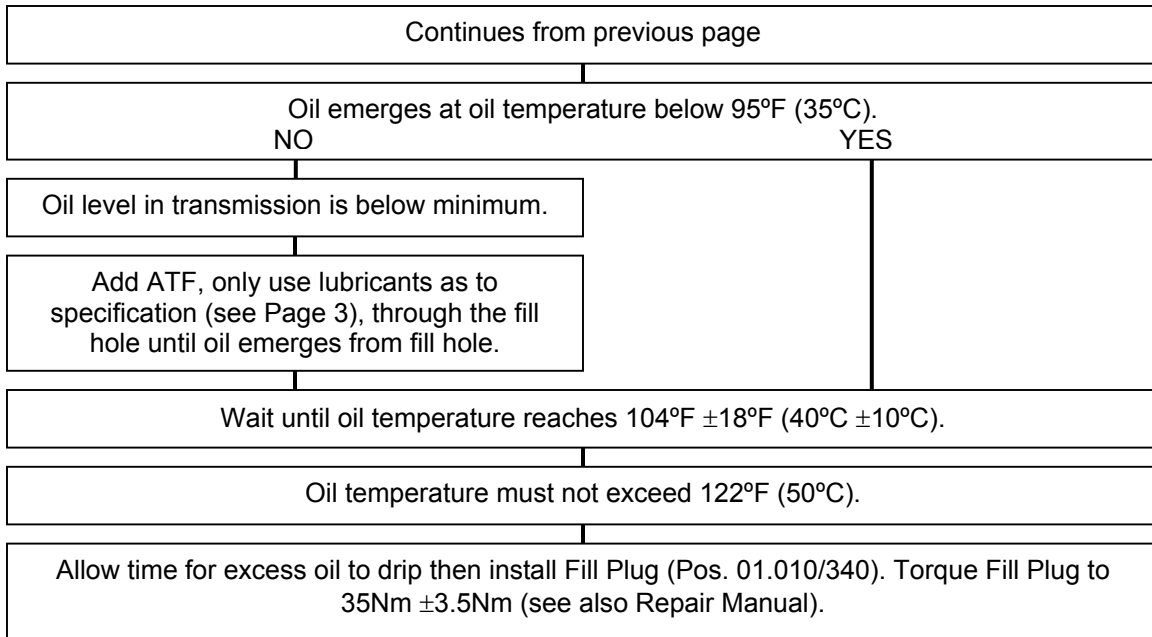 Continues from previous page
Oil emerges at oil temperature below 95ºF (35ºC).
NO YES
Oil level in transmission is below minimum.
Add ATF, only use lubricants as to
specification (see Page 3), through the fill
hole until oil emerges from fill hole.
Wait until oil temperature reaches 104ºF ±18ºF (40ºC ±10ºC).
Oil temperature must not exceed 122ºF (50ºC).
Allow time for excess oil to drip then install Fill Plug (Pos. 01.010/340). Torque Fill Plug to
35Nm ±3.5Nm (see also Repair Manual).